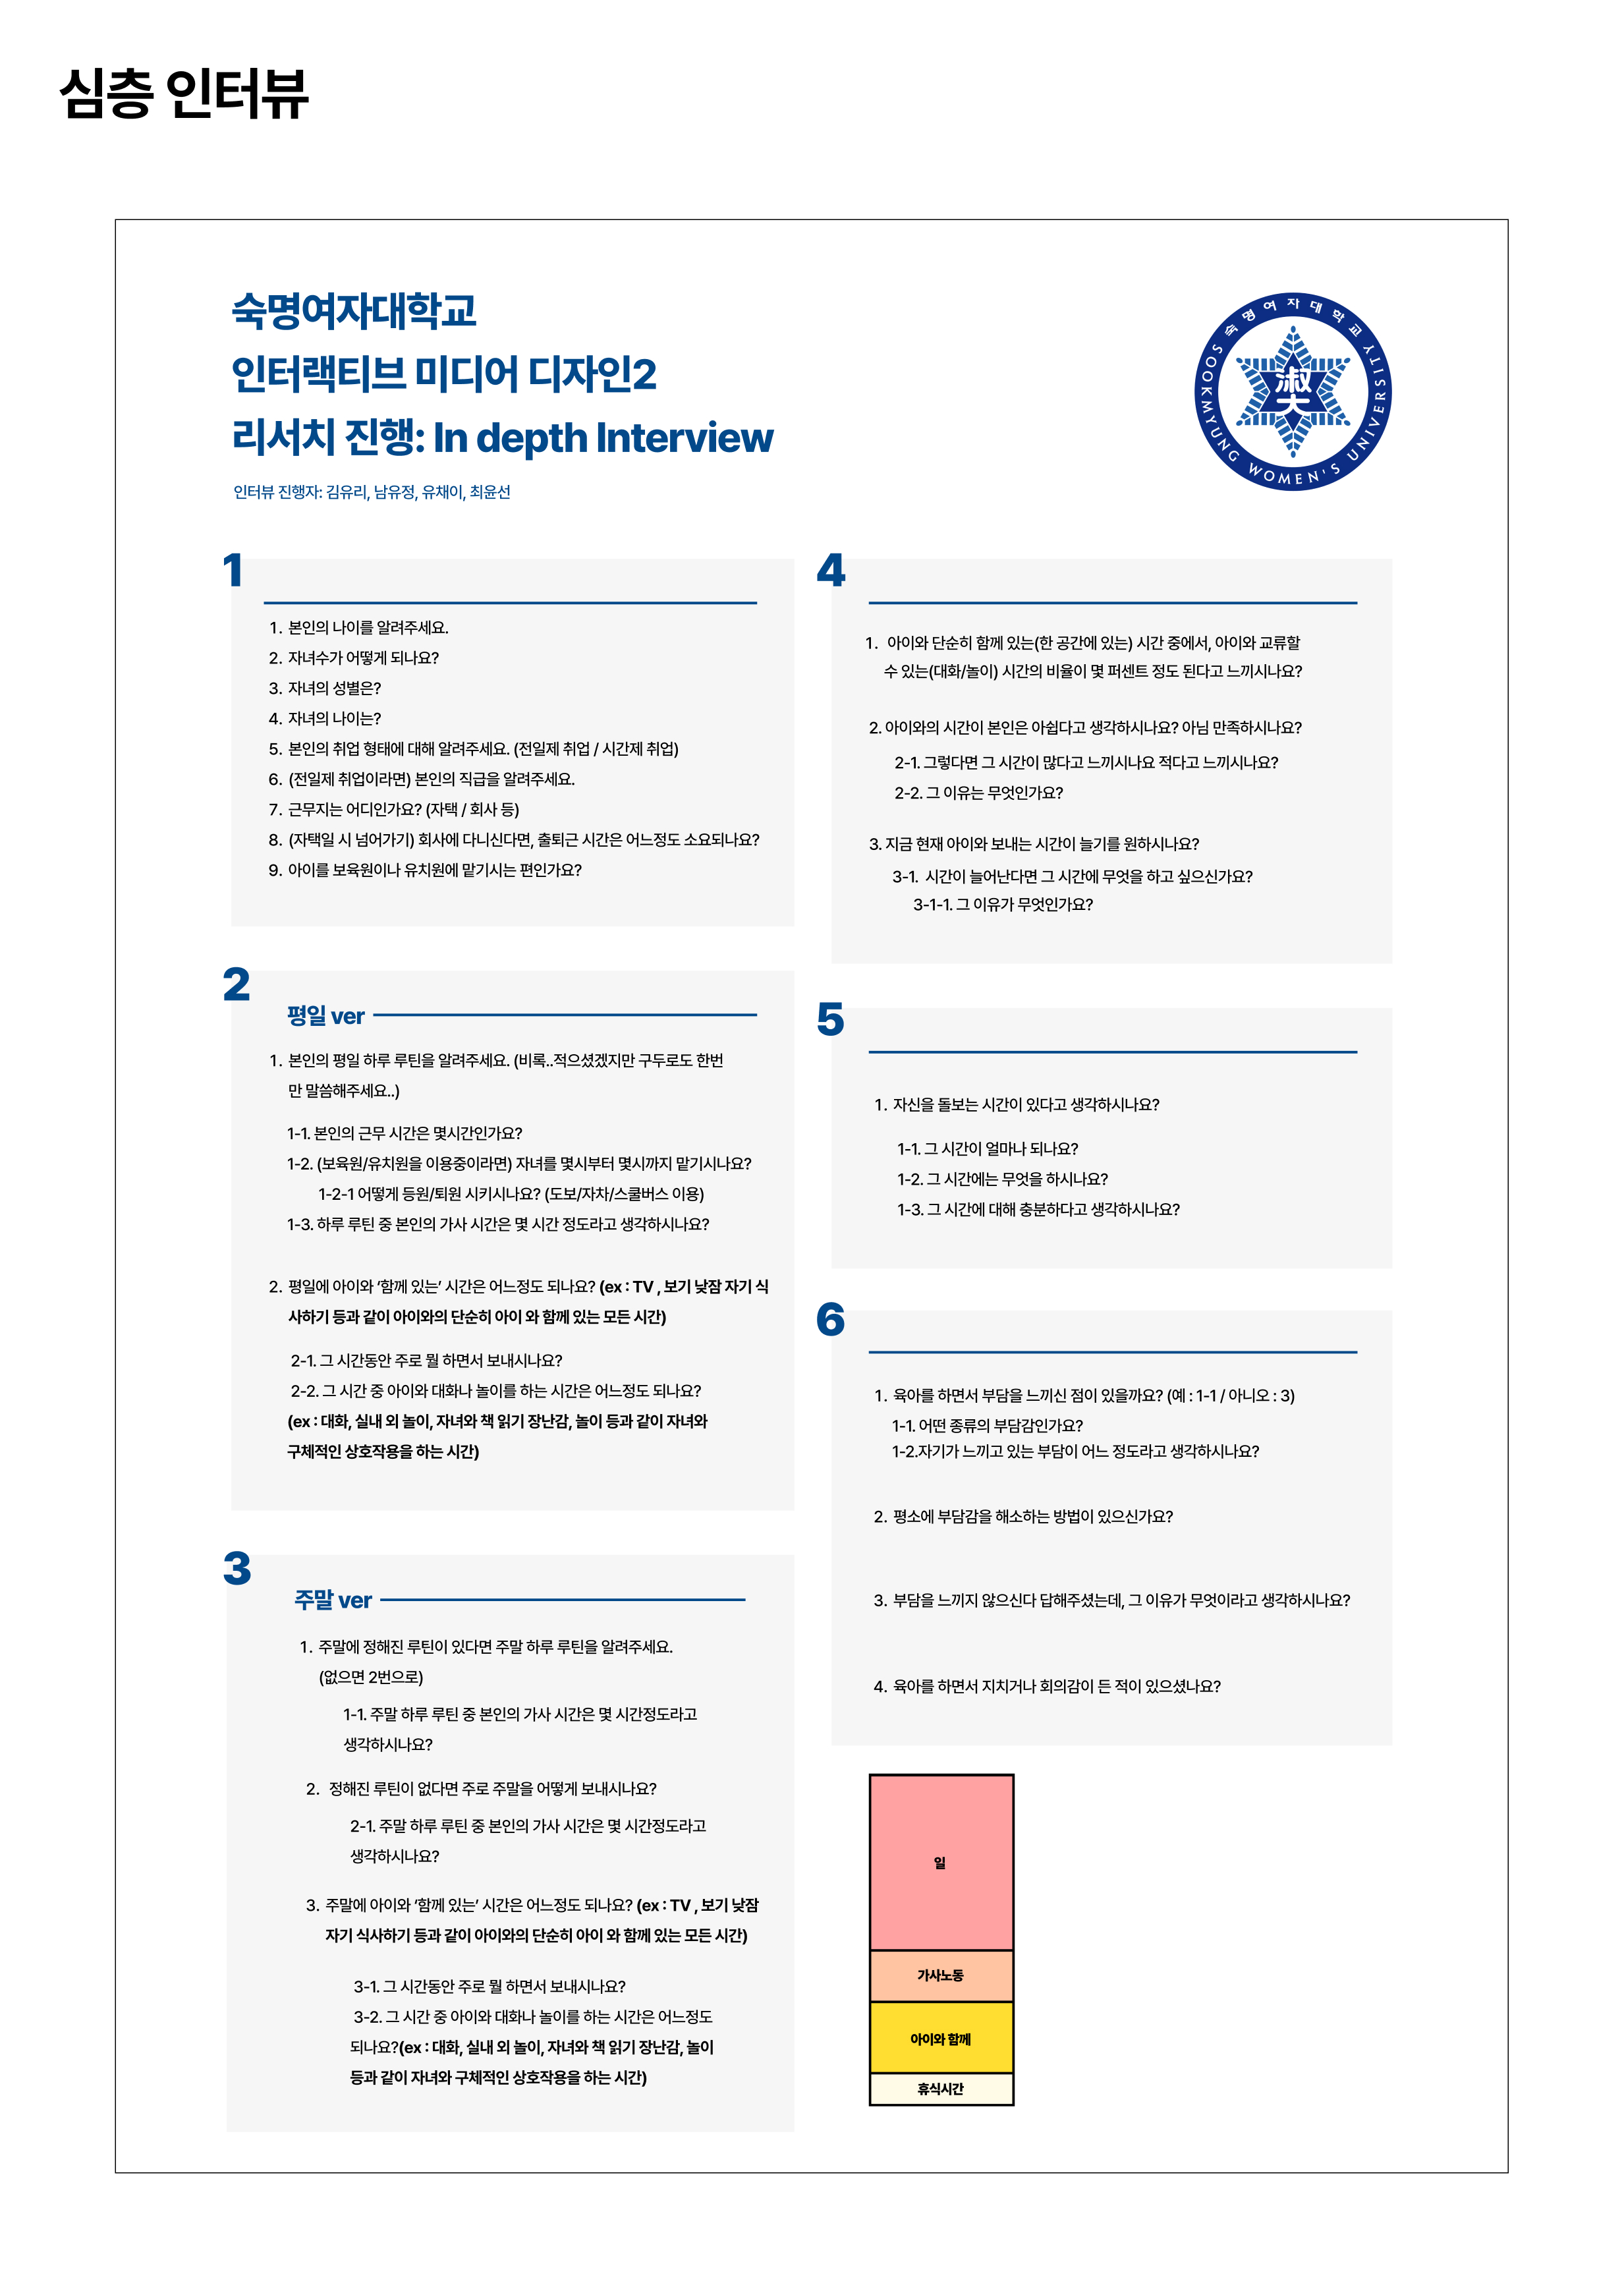 심층 인터뷰
숙명여자대학교
인터랙티브 미디어 디자인2
리서치 진행: In depth Interview
인터뷰 진행자: 김유리, 남유정, 유채이, 최윤선
숙명여자대학교
SOOKMYUNG WOMEN'S UNIVERSITY
淑大
1
1. 본인의 나이를 알려주세요.
2. 자녀수가 어떻게 되나요?
3. 자녀의 성별은?
4. 자녀의 나이는?
5. 본인의 취업 형태에 대해 알려주세요. (전일제 취업 / 시간제 취업)
6. (전일제 취업이라면) 본인의 직급을 알려주세요.
7. 근무지는 어디인가요? (자택 / 회사 등)
8. (자택일 시 넘어가기) 회사에 다니신다면, 출퇴근 시간은 어느정도 소요되나요?
9. 아이를 보육원이나 유치원에 맡기시는 편인가요?
2
평일 ver
1. 본인의 평일 하루 루틴을 알려주세요. (비록..적으셨겠지만 구두로도 한번
만 말씀해주세요..)
1-1. 본인의 근무 시간은 몇시간인가요?
1-2. (보육원/유치원을 이용중이라면) 자녀를 몇시부터 몇시까지 맡기시나요?
1-2-1 어떻게 등원/퇴원 시키시나요? (도보/자차/스쿨버스 이용)
1-3. 하루 루틴 중 본인의 가사 시간은 몇 시간 정도라고 생각하시나요?
2. 평일에 아이와 ‘함께 있는’ 시간은 어느정도 되나요? (ex : TV , 보기 낮잠 자기 식
사하기 등과 같이 아이와의 단순히 아이 와 함께 있는 모든 시간)
2-1. 그 시간동안 주로 뭘 하면서 보내시나요?
2-2. 그 시간 중 아이와 대화나 놀이를 하는 시간은 어느정도 되나요?
(ex : 대화, 실내 외 놀이, 자녀와 책 읽기 장난감, 놀이 등과 같이 자녀와
구체적인 상호작용을 하는 시간)
3
주말 ver
1. 주말에 정해진 루틴이 있다면 주말 하루 루틴을 알려주세요.
(없으면 2번으로)
1-1. 주말 하루 루틴 중 본인의 가사 시간은 몇 시간정도라고
생각하시나요?
2. 정해진 루틴이 없다면 주로 주말을 어떻게 보내시나요?
2-1. 주말 하루 루틴 중 본인의 가사 시간은 몇 시간정도라고
생각하시나요?
3. 주말에 아이와 ‘함께 있는’ 시간은 어느정도 되나요? (ex : TV , 보기 낮잠
자기 식사하기 등과 같이 아이와의 단순히 아이 와 함께 있는 모든 시간)
3-1. 그 시간동안 주로 뭘 하면서 보내시나요?
3-2. 그 시간 중 아이와 대화나 놀이를 하는 시간은 어느정도
되나요?(ex : 대화, 실내 외 놀이, 자녀와 책 읽기 장난감, 놀이
등과 같이 자녀와 구체적인 상호작용을 하는 시간)
4
1. 아이와 단순히 함께 있는(한 공간에 있는) 시간 중에서, 아이와 교류할
수 있는(대화/놀이) 시간의 비율이 몇 퍼센트 정도 된다고 느끼시나요?
2. 아이와의 시간이 본인은 아쉽다고 생각하시나요? 아님 만족하시나요?
2-1. 그렇다면 그 시간이 많다고 느끼시나요 적다고 느끼시나요?
2-2. 그 이유는 무엇인가요?
3. 지금 현재 아이와 보내는 시간이 늘기를 원하시나요?
3-1. 시간이 늘어난다면 그 시간에 무엇을 하고 싶으신가요?
3-1-1. 그 이유가 무엇인가요?
5
1. 자신을 돌보는 시간이 있다고 생각하시나요?
1-1. 그 시간이 얼마나 되나요?
1-2. 그 시간에는 무엇을 하시나요?
1-3. 그 시간에 대해 충분하다고 생각하시나요?
6
1. 육아를 하면서 부담을 느끼신 점이 있을까요? (예 : 1-1 / 아니오 : 3)
1-1. 어떤 종류의 부담감인가요?
1-2.자기가 느끼고 있는 부담이 어느 정도라고 생각하시나요?
2. 평소에 부담감을 해소하는 방법이 있으신가요?
3. 부담을 느끼지 않으신다 답해주셨는데, 그 이유가 무엇이라고 생각하시나요?
4. 육아를 하면서 지치거나 회의감이 든 적이 있으셨나요?
일
가사노동
아이와 함께
휴식시간